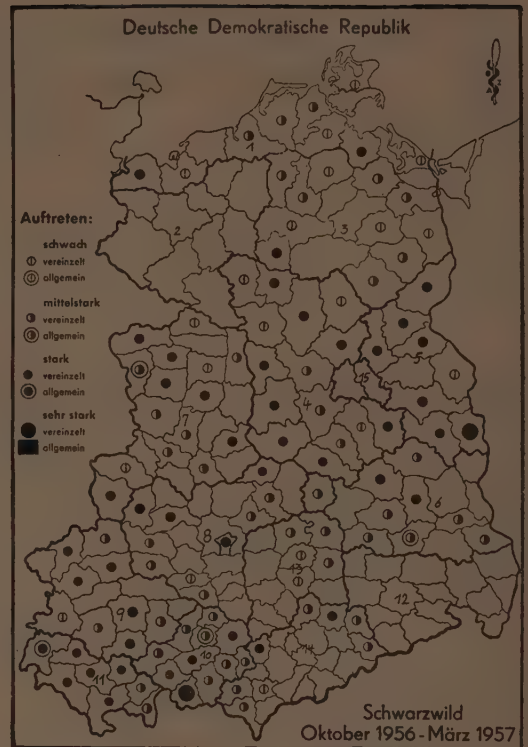 Deutsche Demokratische Republik
Auftreten:
schwach
vereinzelt
allgemein
mittelstark
vereinzelt
allgemein
stark
vereinzelt
allgemein
sehr stark
vereinzelt
allgemein
1
2
3
15
5
4
7
6
8
13
12
9
10
14
11
Schwarzwild
Oktober 1956 - März 1957